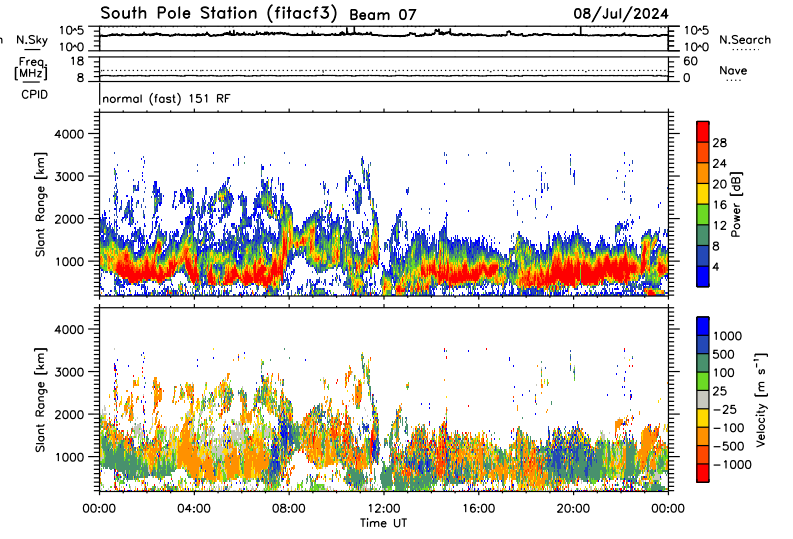 South Pole Station (fitacf3) Beam 07 08/Jul/2024
N.Sky 10^5 10^0 10^5 10^0 N.Search
Freq. [MHz] 18 8 60 0 Nave
CPID normal (fast) 151 RF
Slant Range [km]
4000
3000
2000
1000
28
24
20
16
12
8
4
Power [dB]
Slant Range [km]
4000
3000
2000
1000
1000
500
100
25
-25
-100
-500
-1000
Velocity [m s⁻¹]
00:00 04:00 08:00 12:00 16:00 20:00 00:00
Time UT